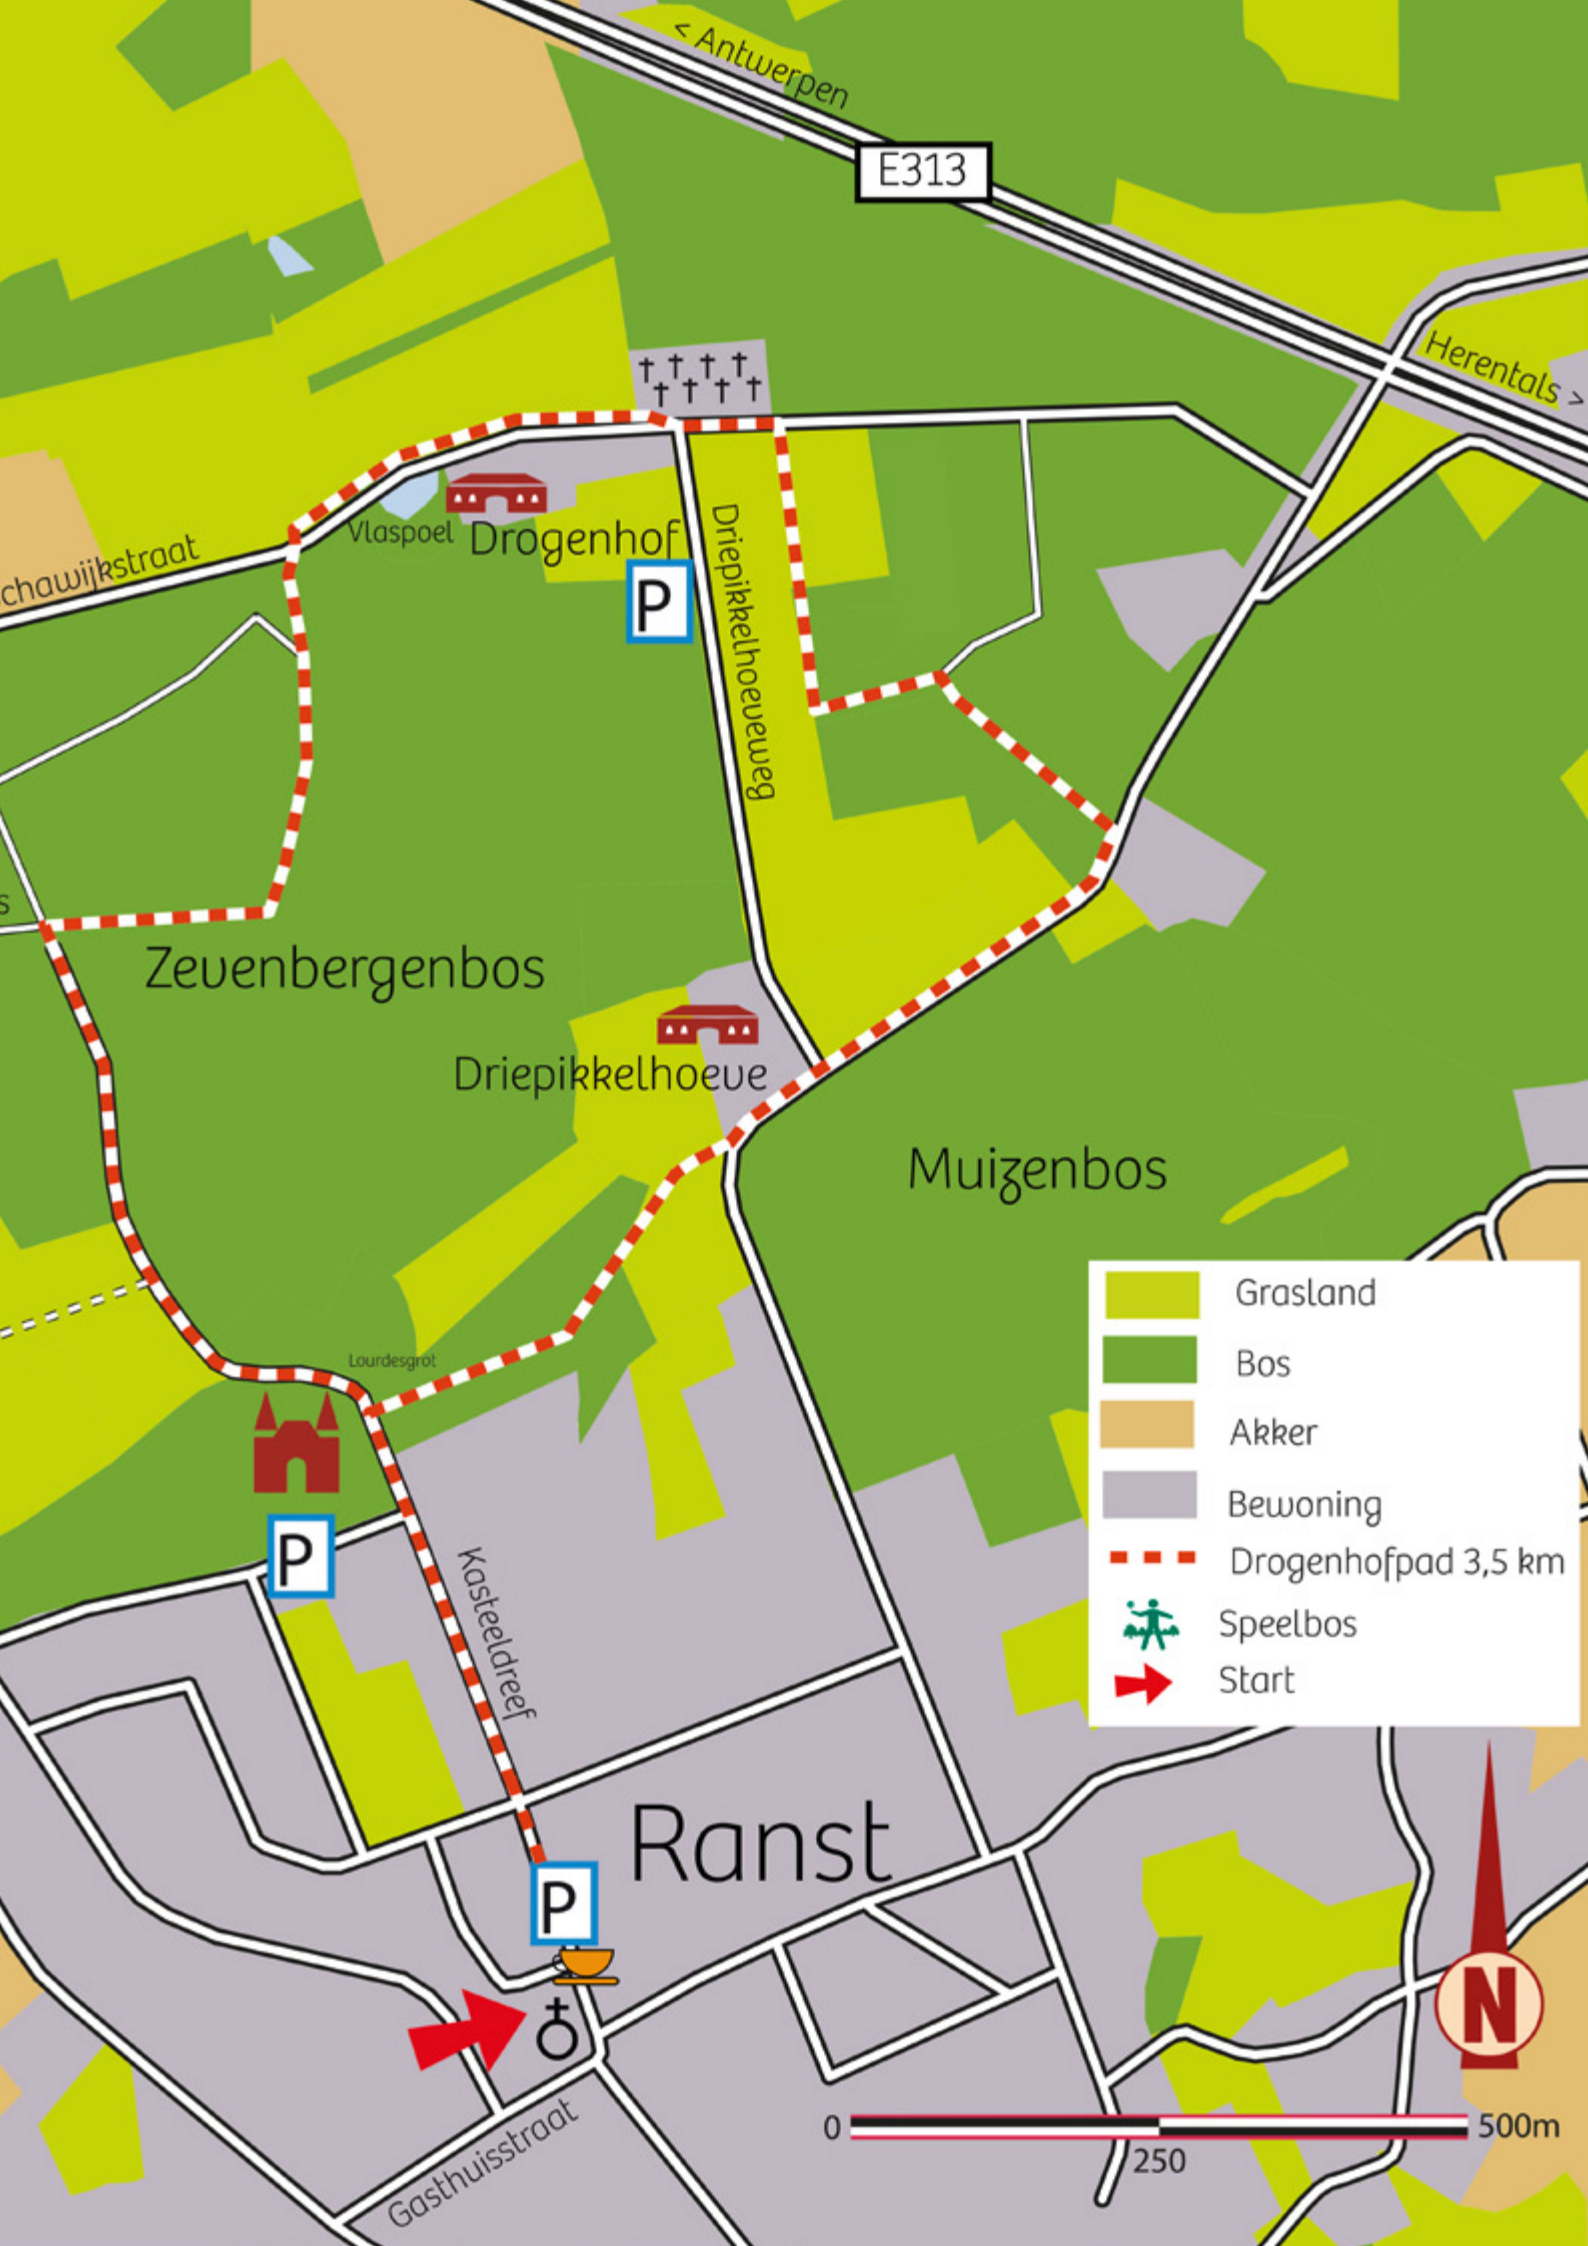 < Antwerpen
E313
Herentals >
chawijkstraat
Vlaspoel
Drogenhof
P
Driepikkelhoeveweg
s
Zevenbergenbos
Driepikkelhoeve
Muizenbos
Grasland
Bos
Akker
Bewoning
Drogenhofpad 3,5 km
Speelbos
Start
Lourdesgrot
P
Kasteeldreef
Ranst
P
N
0
500m
250
Gasthuisstraat